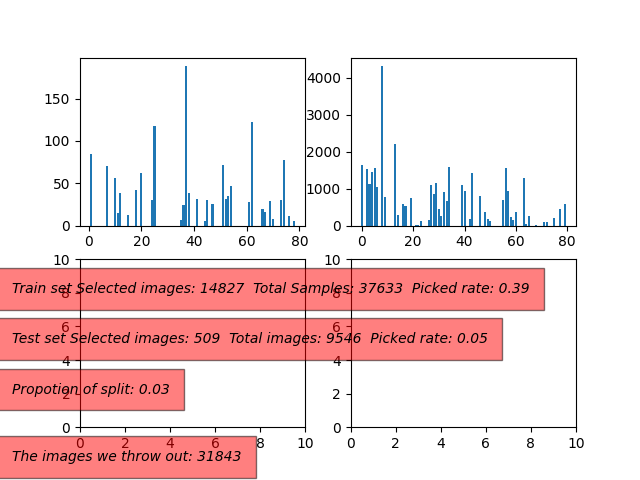 150
100
50
0
0 20 40 60 80
4000
3000
2000
1000
0
0 20 40 60 80
10
8
6
4
2
0
0 2 4 6 8 10
10
8
6
4
2
0
0 2 4 6 8 10
Train set Selected images: 14827 Total Samples: 37633 Picked rate: 0.39
Test set Selected images: 509 Total images: 9546 Picked rate: 0.05
Propotion of split: 0.03
The images we throw out: 31843